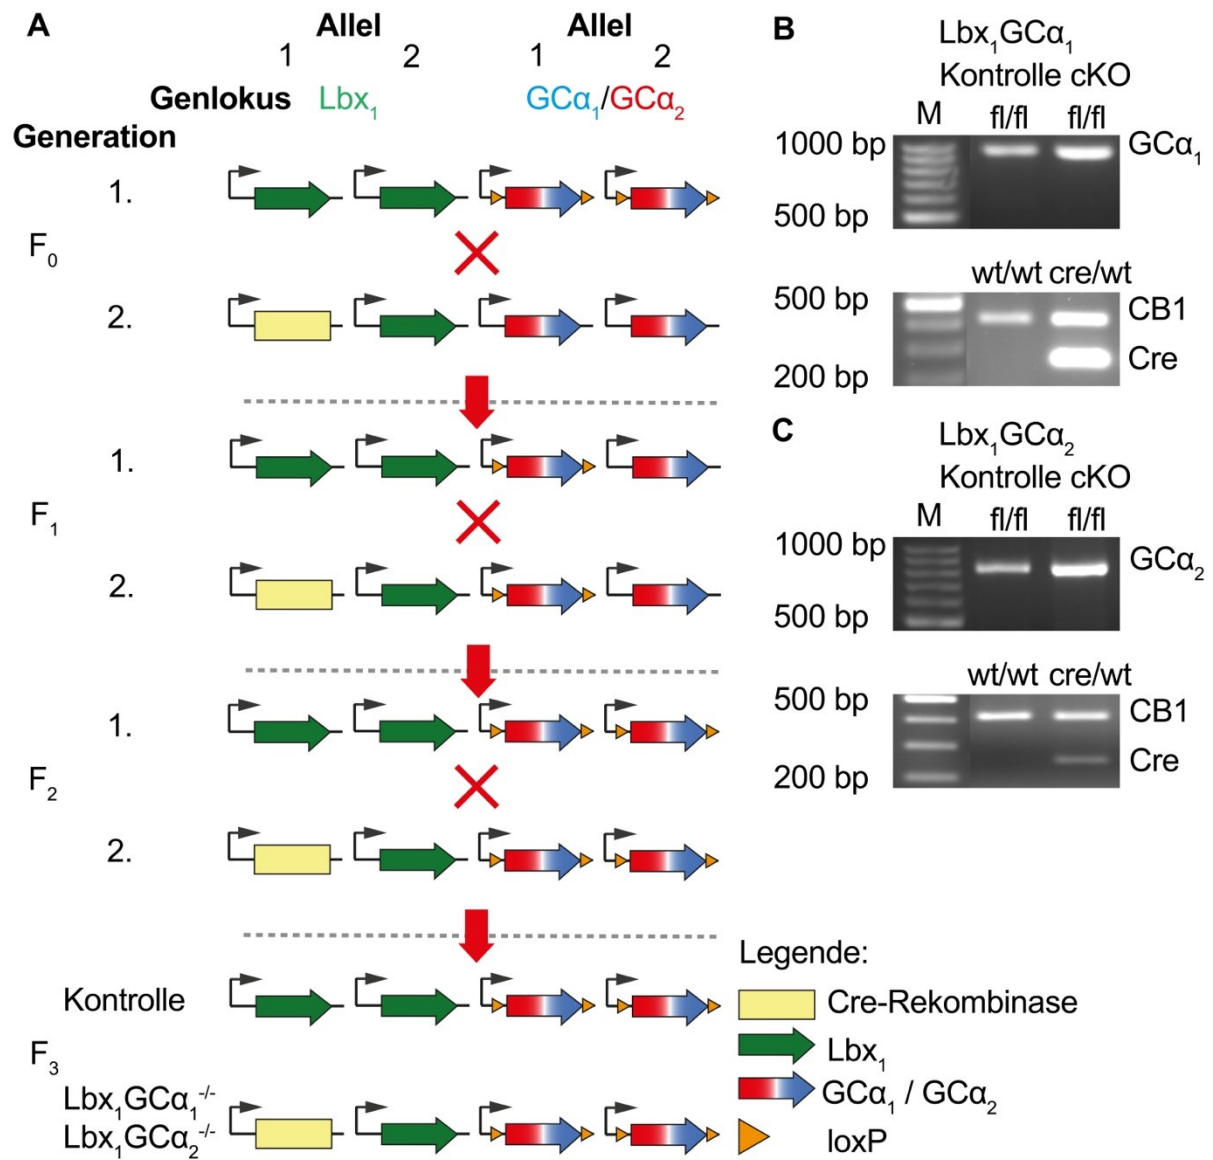 A
Allel Allel
1 2 1 2
Genlokus Lbx₁ GCα₁/GCα₂
Generation
1.
F₀
2.
1.
F₁
2.
1.
F₂
2.
Kontrolle
F₃
Lbx₁GCα₁⁻/⁻
Lbx₁GCα₂⁻/⁻
Legende:
Cre-Rekombinase
Lbx₁
GCα₁ / GCα₂
loxP
B
Lbx₁GCα₁
Kontrolle cKO
M fl/fl fl/fl
1000 bp GCα₁
500 bp
wt/wt cre/wt
500 bp CB1
Cre
200 bp
C
Lbx₁GCα₂
Kontrolle cKO
M fl/fl fl/fl
1000 bp GCα₂
500 bp
wt/wt cre/wt
500 bp CB1
Cre
200 bp